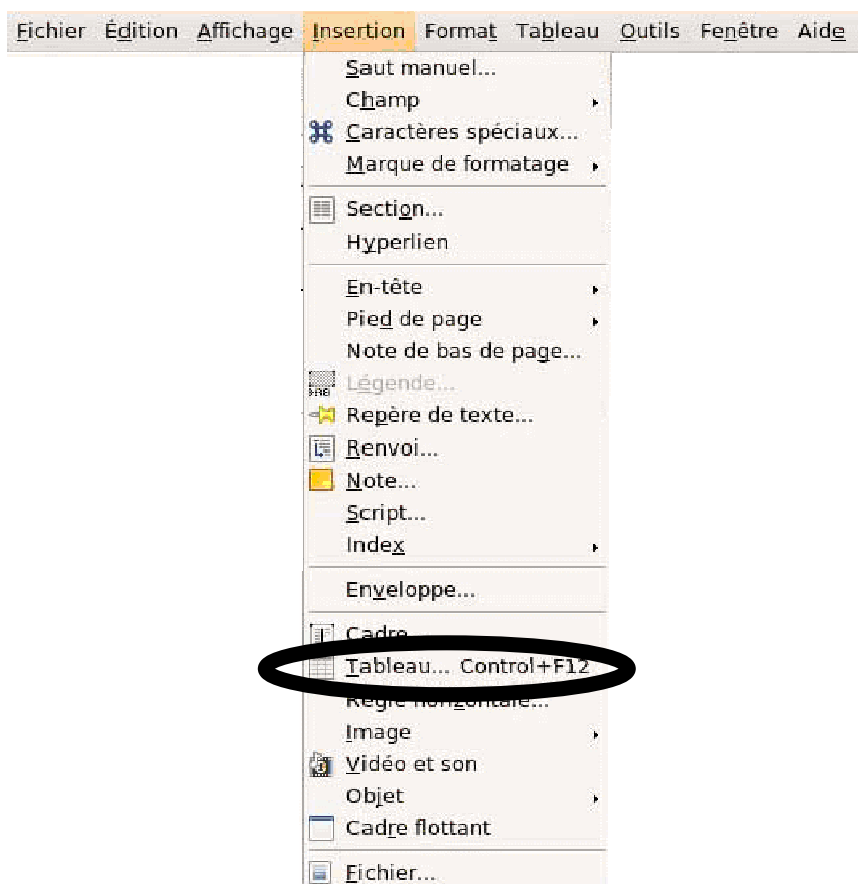 Fichier Édition Affichage Insertion Format Tableau Outils Fenêtre Aide
Saut manuel...
Champ
Caractères spéciaux...
Marque de formatage
Section...
Hyperlien
En-tête
Pied de page
Note de bas de page...
Légende...
Repère de texte...
Renvoi...
Note...
Script...
Index
Enveloppe...
Cadre...
Tableau... Control+F12
Règle horizontale...
Image
Vidéo et son
Objet
Cadre flottant
Fichier...